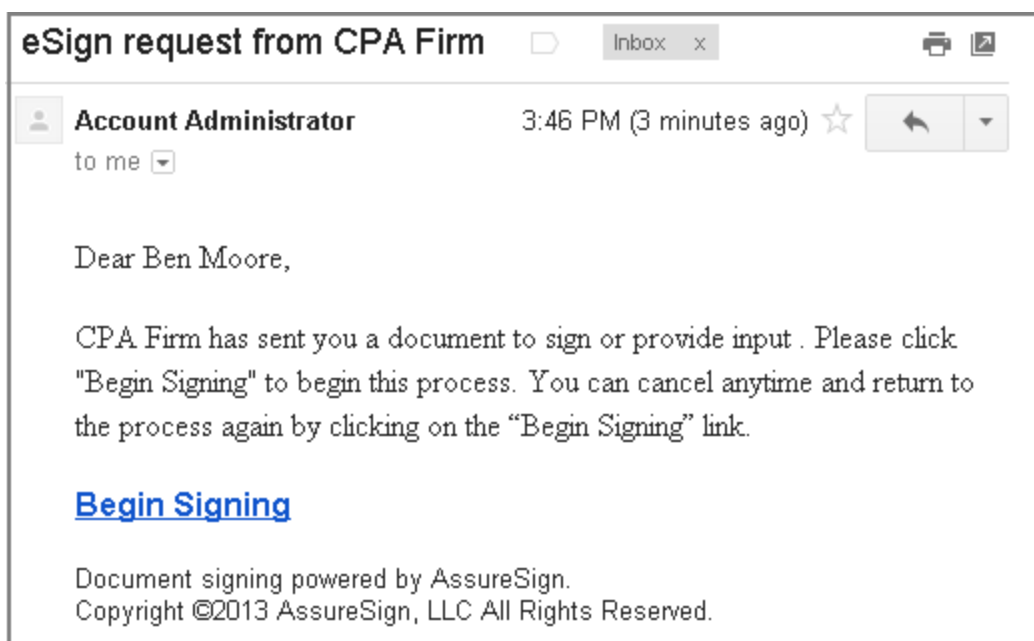 eSign request from CPA Firm Inbox x
Account Administrator 3:46 PM (3 minutes ago)
to me
Dear Ben Moore,
CPA Firm has sent you a document to sign or provide input . Please click
"Begin Signing" to begin this process. You can cancel anytime and return to
the process again by clicking on the “Begin Signing” link.
Begin Signing
Document signing powered by AssureSign.
Copyright ©2013 AssureSign, LLC All Rights Reserved.